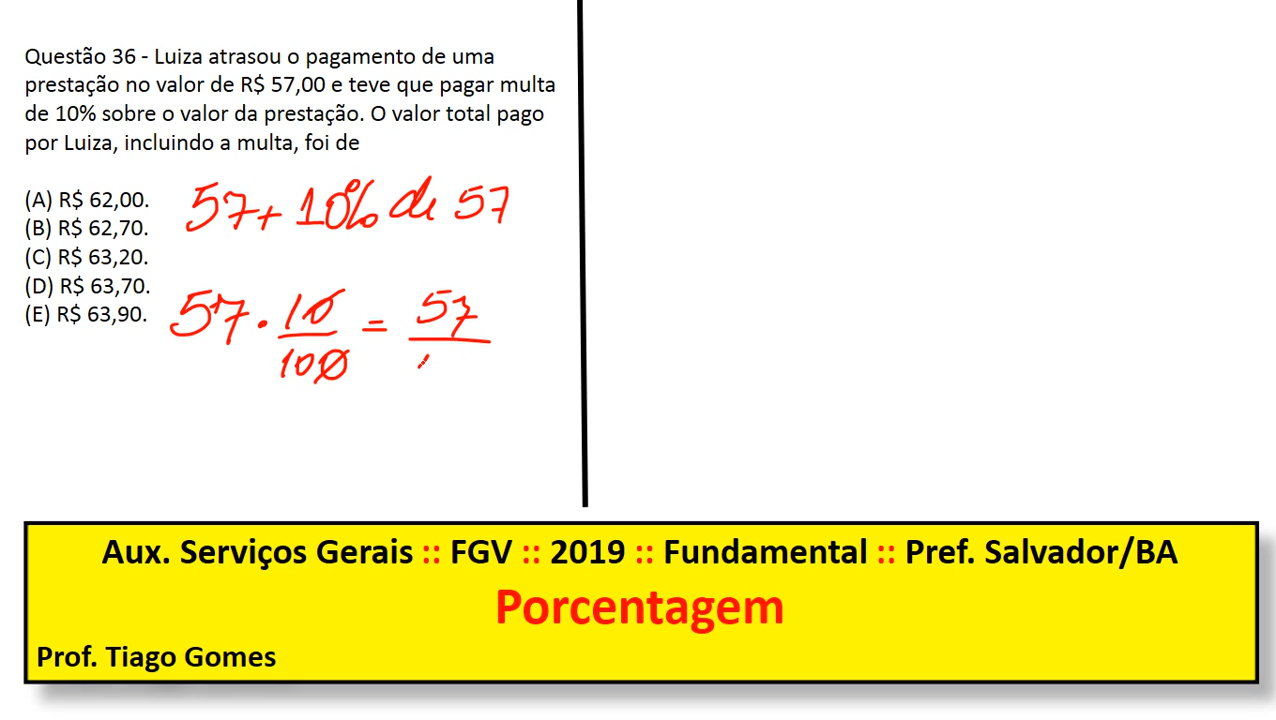 Questão 36 - Luiza atrasou o pagamento de uma
prestação no valor de R$ 57,00 e teve que pagar multa
de 10% sobre o valor da prestação. O valor total pago
por Luiza, incluindo a multa, foi de
(A) R$ 62,00.
(B) R$ 62,70.
(C) R$ 63,20.
(D) R$ 63,70.
(E) R$ 63,90.
57 + 10% de 57
57 · 10/100 = 57/
Aux. Serviços Gerais :: FGV :: 2019 :: Fundamental :: Pref. Salvador/BA
Porcentagem
Prof. Tiago Gomes